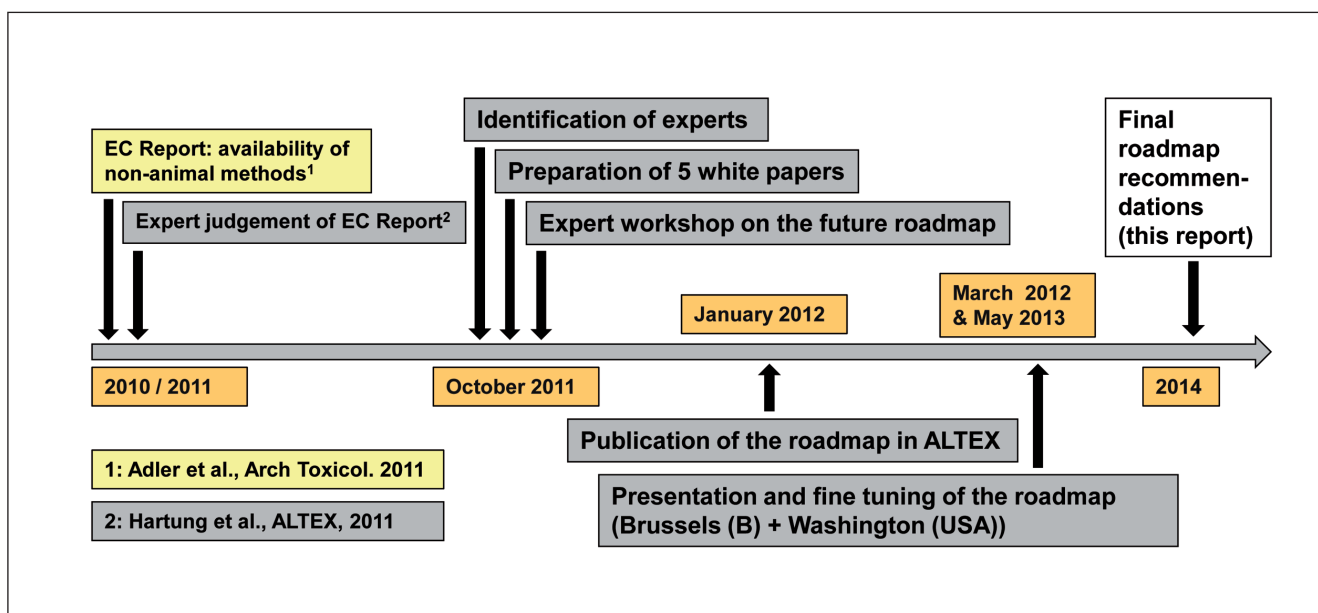 EC Report: availability of
non-animal methods1
Expert judgement of EC Report2
Identification of experts
Preparation of 5 white papers
Expert workshop on the future roadmap
Final
roadmap
recommen-
dations
(this report)
January 2012
March 2012
& May 2013
2010 / 2011
October 2011
2014
Publication of the roadmap in ALTEX
Presentation and fine tuning of the roadmap
(Brussels (B) + Washington (USA))
1: Adler et al., Arch Toxicol. 2011
2: Hartung et al., ALTEX, 2011